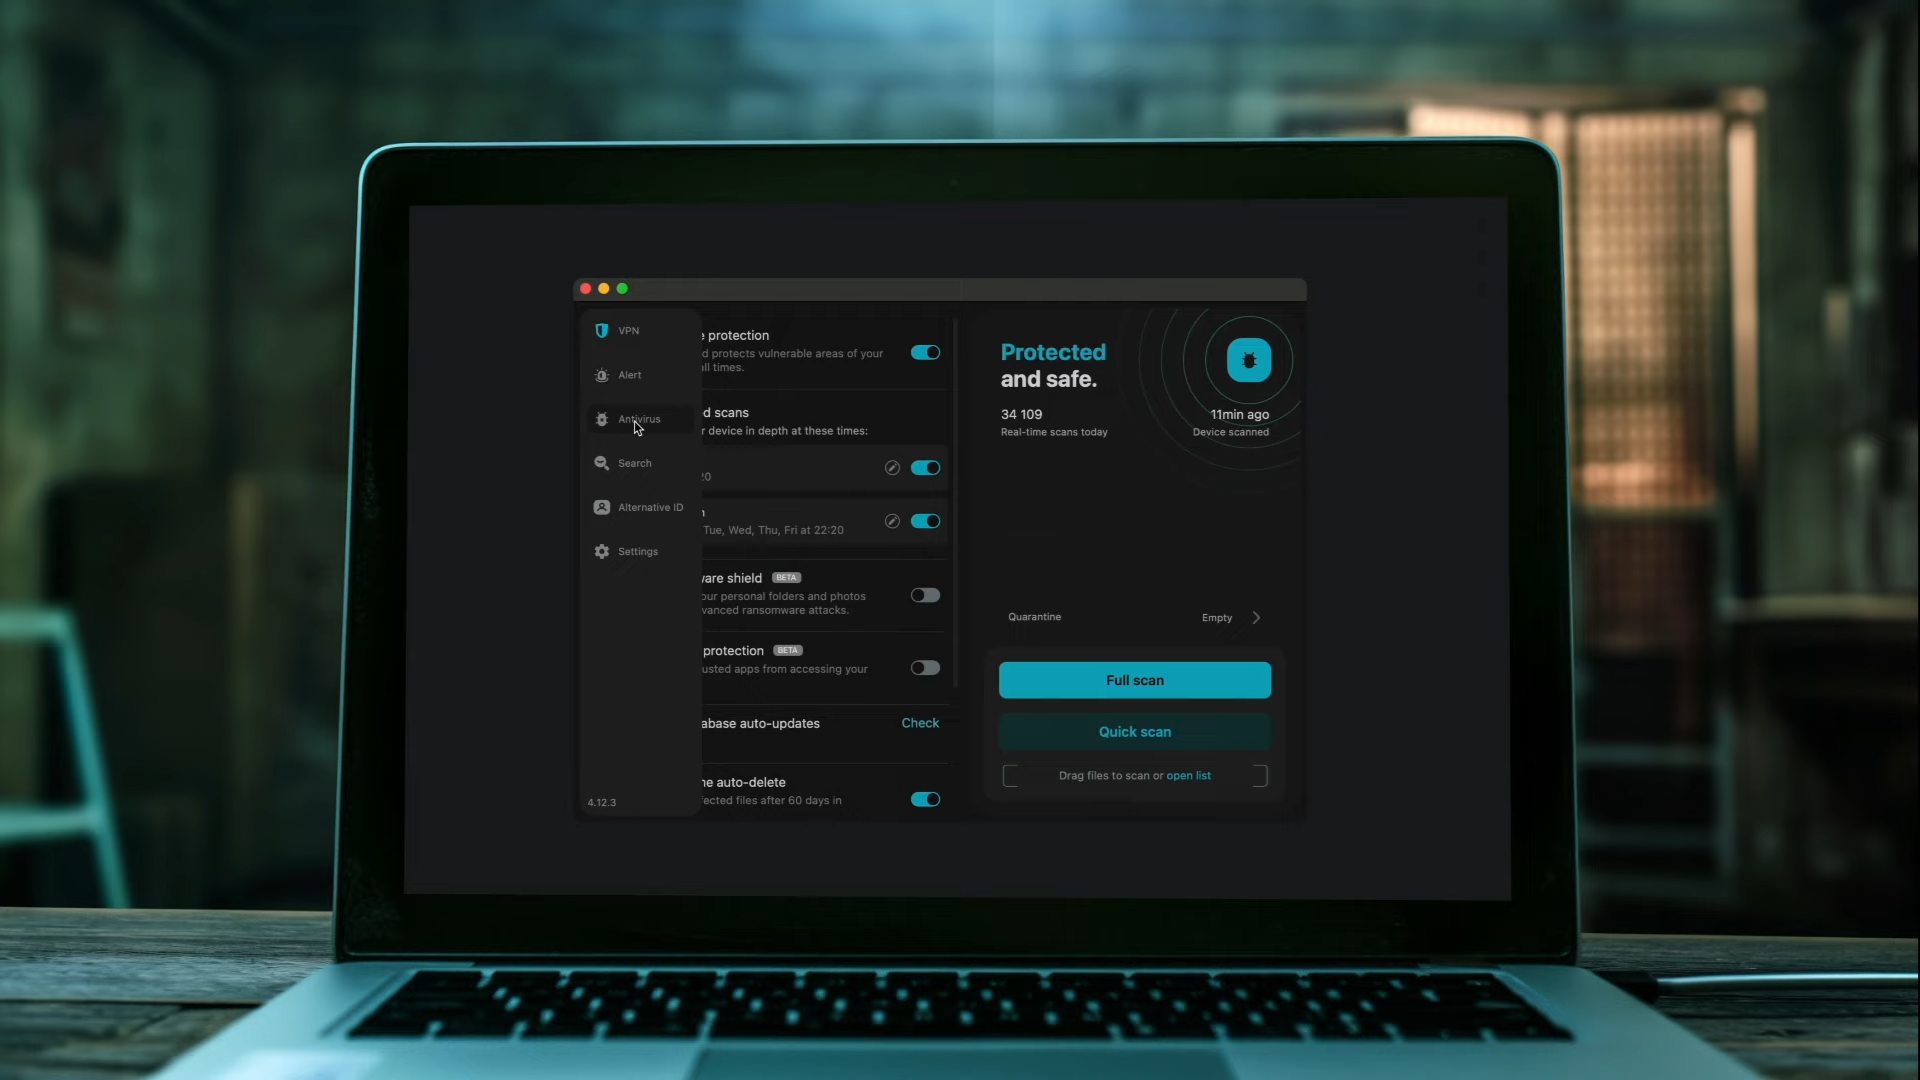 VPN
Alert
Antivirus
Search
Alternative ID
Settings
4.12.3
e protection
d protects vulnerable areas of your
ll times.
d scans
r device in depth at these times:
20
n
Tue, Wed, Thu, Fri at 22:20
ware shield BETA
our personal folders and photos
vanced ransomware attacks.
protection BETA
usted apps from accessing your
abase auto-updates Check
ne auto-delete
fected files after 60 days in
Protected
and safe.
34 109
Real-time scans today
11min ago
Device scanned
Quarantine Empty
Full scan
Quick scan
Drag files to scan or open list